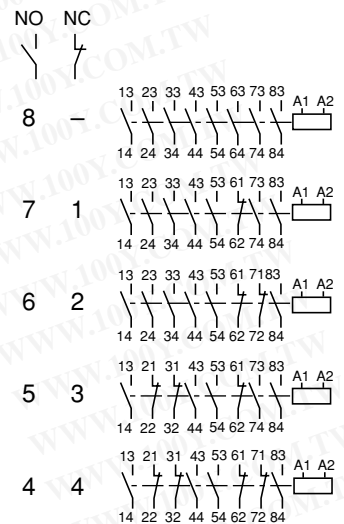 NO NC
13 23 33 43 53 63 73 83 A1 A2
8 –
14 24 34 44 54 64 74 84
13 23 33 43 53 61 73 83 A1 A2
7 1
14 24 34 44 54 62 74 84
13 23 33 43 53 61 71 83 A1 A2
6 2
14 24 34 44 54 62 72 84
13 21 31 43 53 61 73 83 A1 A2
5 3
14 22 32 44 54 62 74 84
13 21 31 43 53 61 71 83 A1 A2
4 4
14 22 32 44 54 62 72 84
WWW.100Y.COM.TW